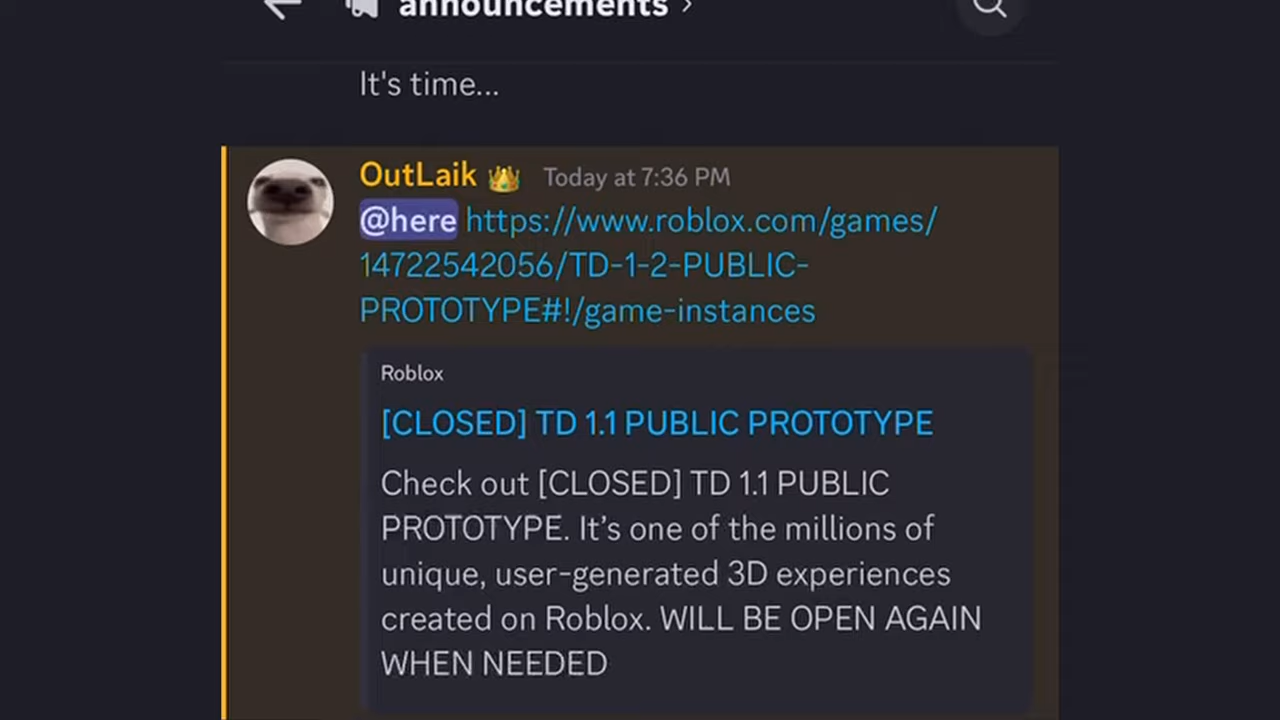 announcements
It's time...
OutLaik Today at 7:36 PM
@here https://www.roblox.com/games/
14722542056/TD-1-2-PUBLIC-
PROTOTYPE#!/game-instances
Roblox
[CLOSED] TD 1.1 PUBLIC PROTOTYPE
Check out [CLOSED] TD 1.1 PUBLIC
PROTOTYPE. It’s one of the millions of
unique, user-generated 3D experiences
created on Roblox. WILL BE OPEN AGAIN
WHEN NEEDED